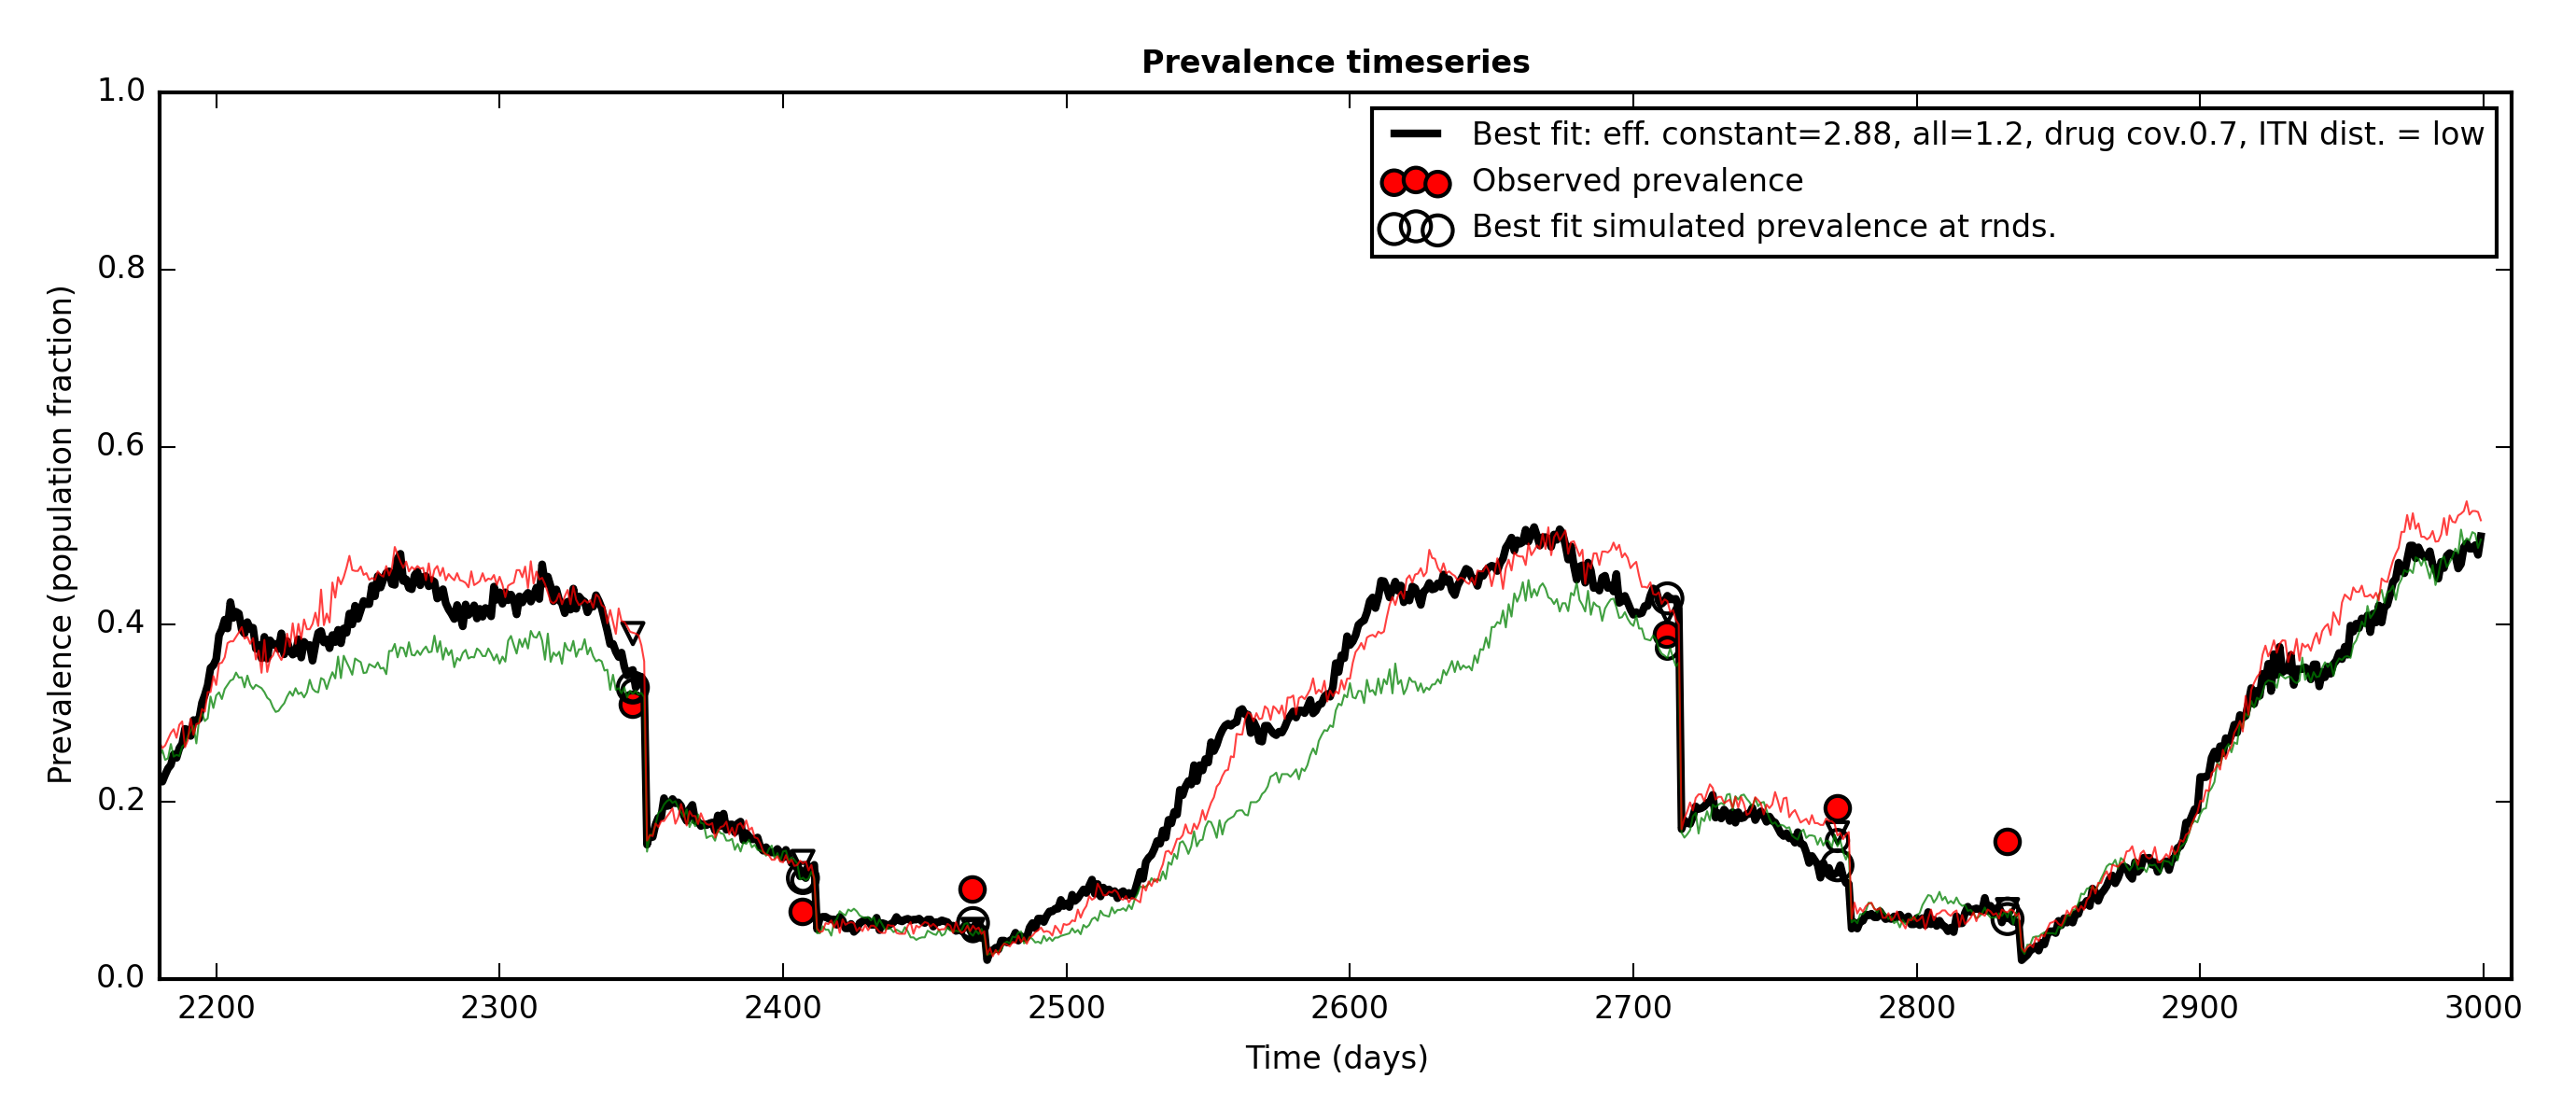 Prevalence timeseries
1.0
0.8
0.6
0.4
0.2
0.0
Prevalence (population fraction)
Best fit: eff. constant=2.88, all=1.2, drug cov.0.7, ITN dist. = low
Observed prevalence
Best fit simulated prevalence at rnds.
2200 2300 2400 2500 2600 2700 2800 2900 3000
Time (days)